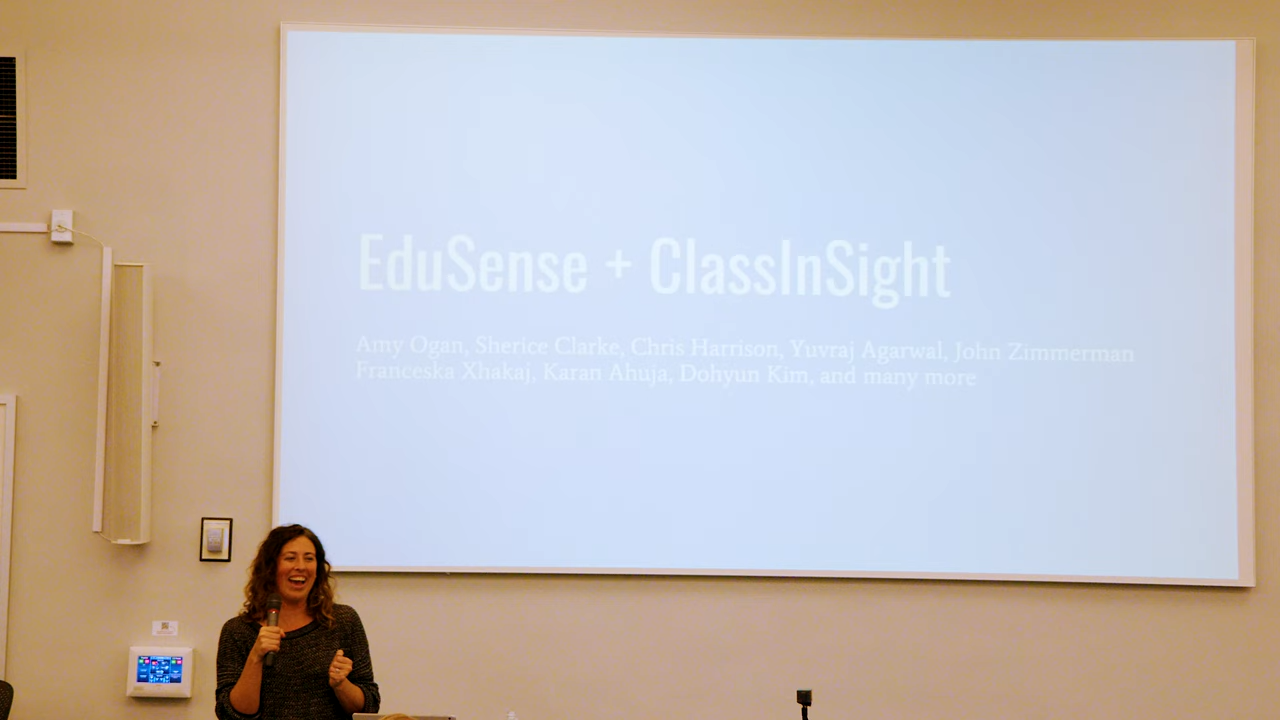 EduSense + ClassInSight
Amy Ogan, Sherice Clarke, Chris Harrison, Yuvraj Agarwal, John Zimmerman
Franceska Xhakaj, Karan Ahuja, Dohyun Kim, and many more